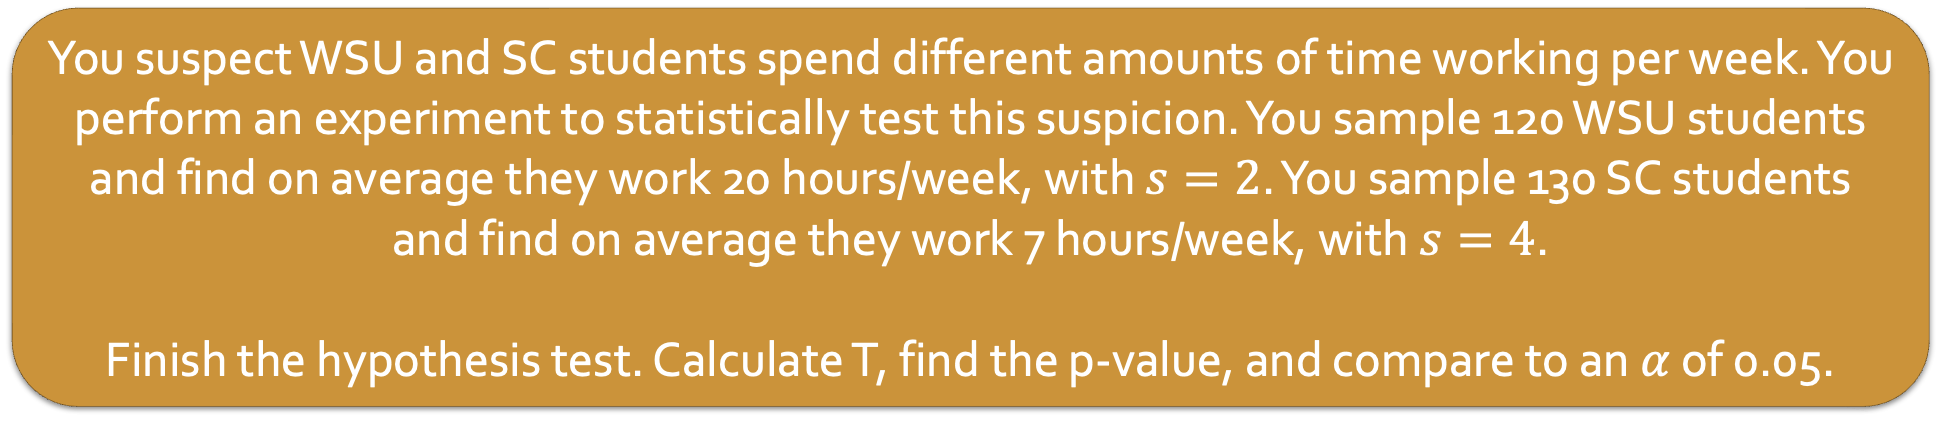 You suspect WSU and SC students spend different amounts of time working per week. You
perform an experiment to statistically test this suspicion. You sample 120 WSU students
and find on average they work 20 hours/week, with s = 2. You sample 130 SC students
and find on average they work 7 hours/week, with s = 4.
Finish the hypothesis test. Calculate T, find the p-value, and compare to an α of 0.05.